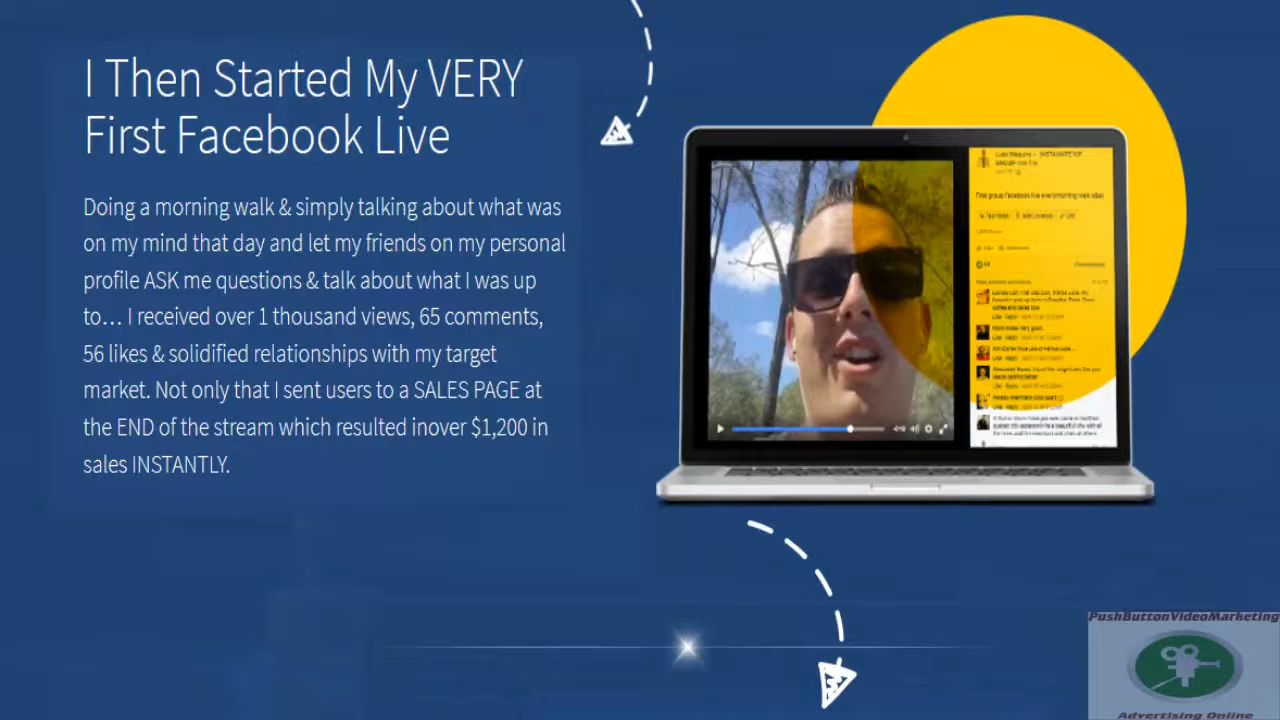 I Then Started My VERY
First Facebook Live
Doing a morning walk & simply talking about what was
on my mind that day and let my friends on my personal
profile ASK me questions & talk about what I was up
to... I received over 1 thousand views, 65 comments,
56 likes & solidified relationships with my target
market. Not only that I sent users to a SALES PAGE at
the END of the stream which resulted inover $1,200 in
sales INSTANTLY.
PushButtonVideoMarketing
Advertising Online